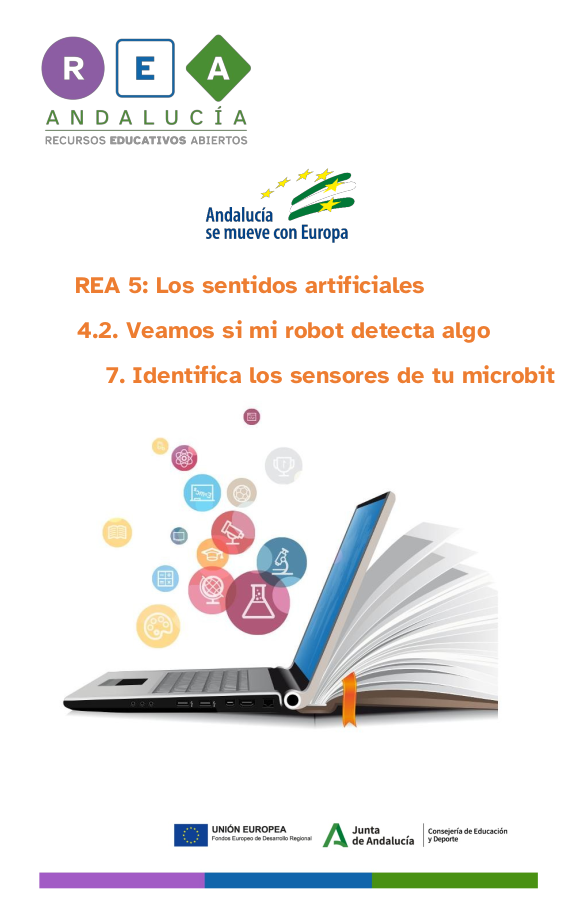 R E A
ANDALUCÍA
RECURSOS EDUCATIVOS ABIERTOS
Andalucía
se mueve con Europa
REA 5: Los sentidos artificiales
4.2. Veamos si mi robot detecta algo
7. Identifica los sensores de tu microbit
UNIÓN EUROPEA
Fondos Europeo de Desarrollo Regional
Junta
de Andalucía
Consejería de Educación
y Deporte